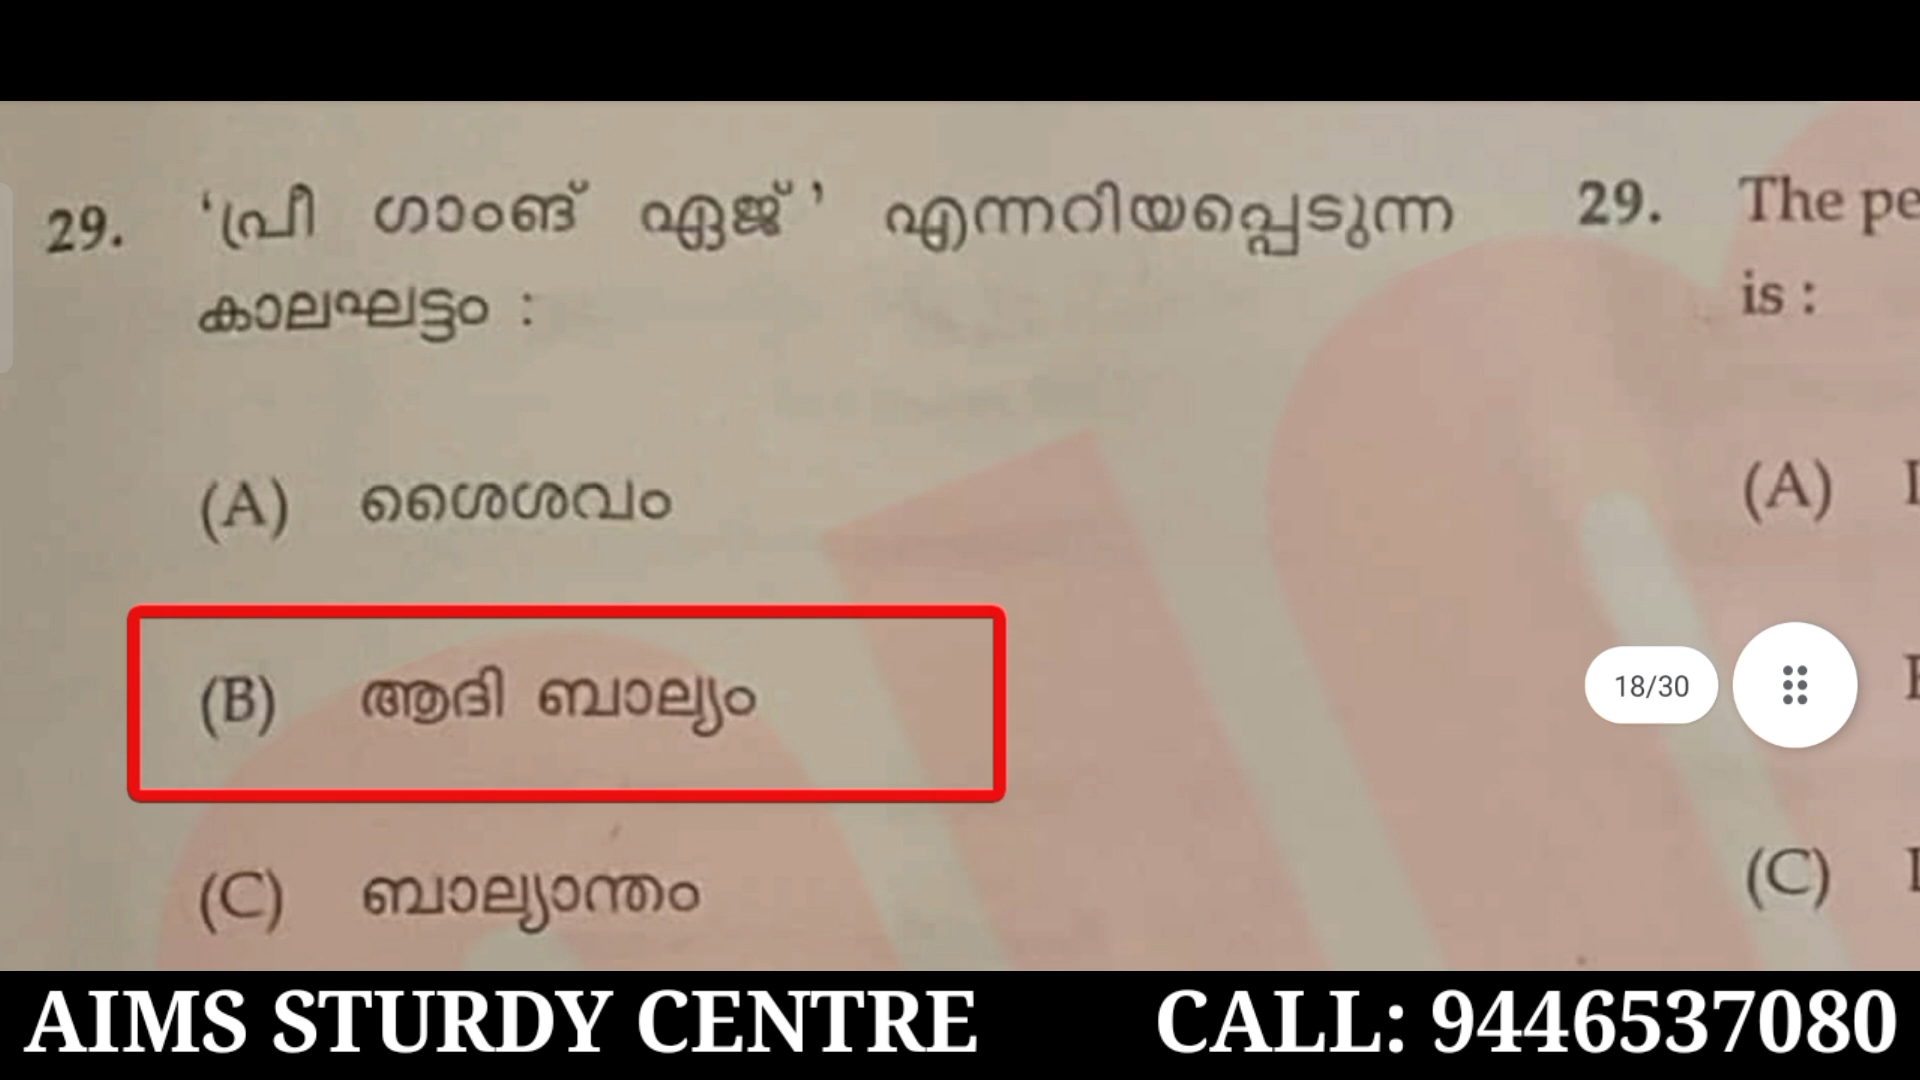 29. 'പ്രീ ഗാംങ് ഏജ്' എന്നറിയപ്പെടുന്ന
കാലഘട്ടം :
(A) ശൈശവം
(B) ആദി ബാല്യം
(C) ബാല്യാന്തം
29. The pe
is :
(A)
18/30
(C)
AIMS STURDY CENTRE CALL: 9446537080